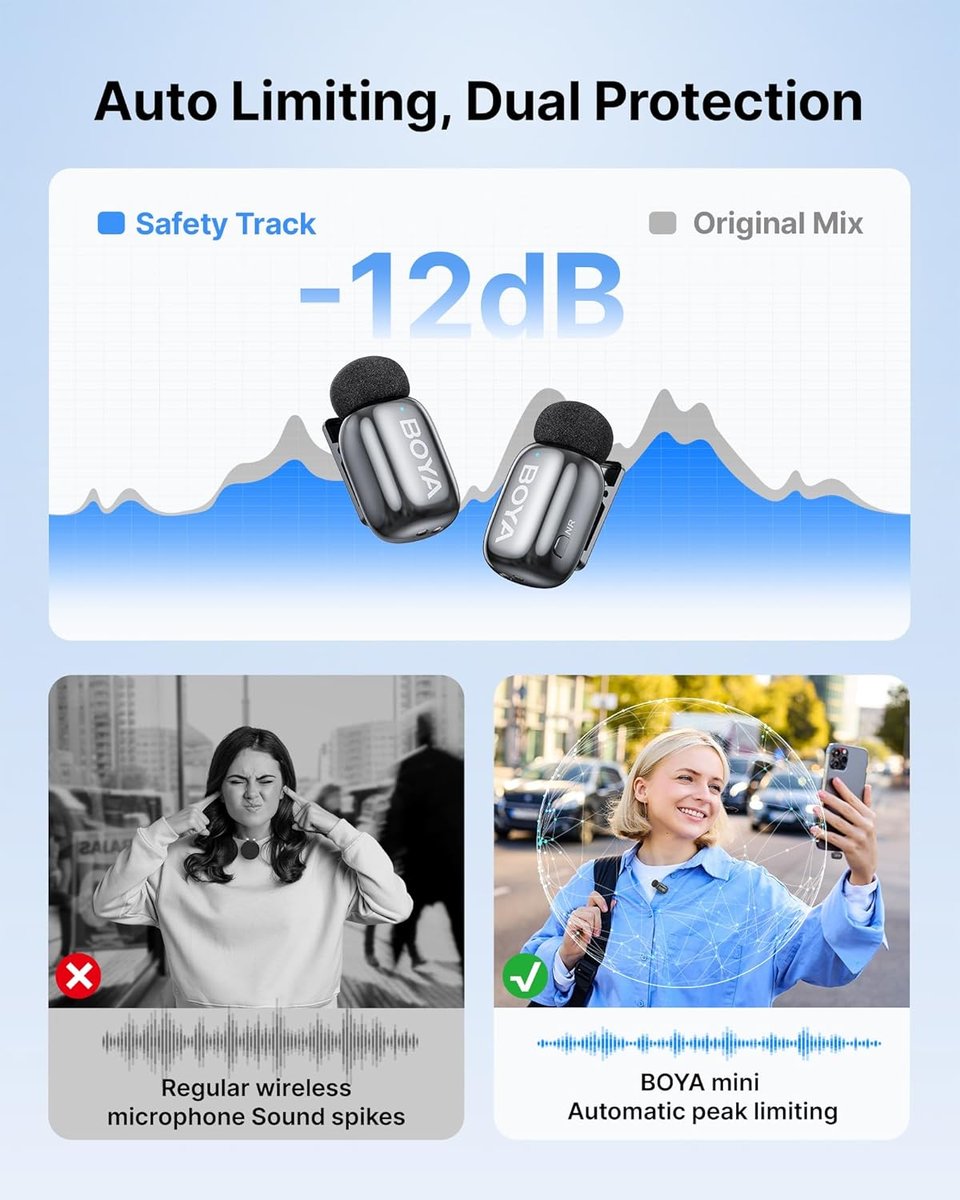 Auto Limiting, Dual Protection
Safety Track
Original Mix
-12dB
BOYA
BOYA
NR
Regular wireless
microphone Sound spikes
BOYA mini
Automatic peak limiting